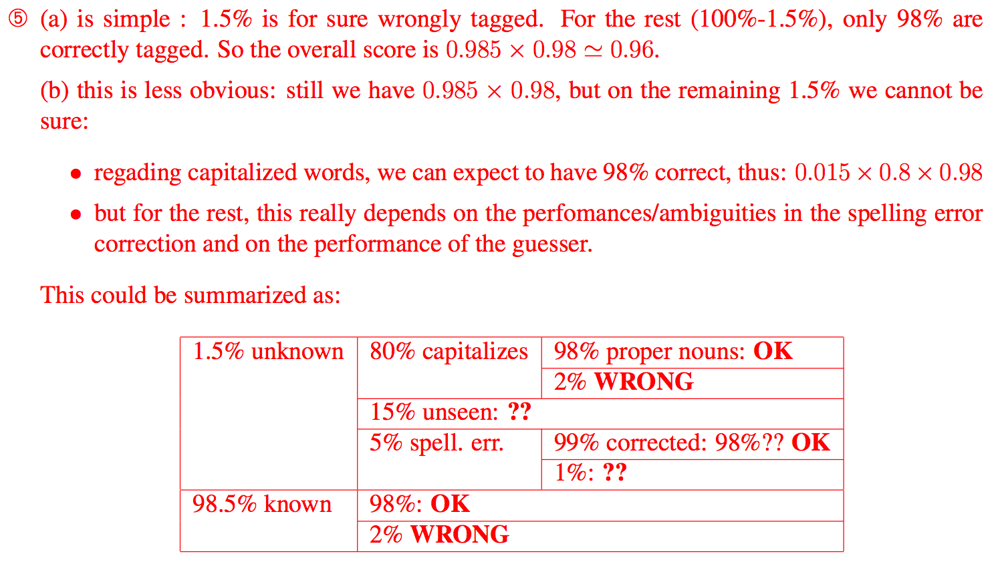 ⑤ (a) is simple : 1.5% is for sure wrongly tagged. For the rest (100%-1.5%), only 98% are
correctly tagged. So the overall score is 0.985 × 0.98 ≃ 0.96.
(b) this is less obvious: still we have 0.985 × 0.98, but on the remaining 1.5% we cannot be
sure:
• regading capitalized words, we can expect to have 98% correct, thus: 0.015 × 0.8 × 0.98
• but for the rest, this really depends on the perfomances/ambiguities in the spelling error
correction and on the performance of the guesser.
This could be summarized as:
1.5% unknown 80% capitalizes 98% proper nouns: OK
2% WRONG
15% unseen: ??
5% spell. err. 99% corrected: 98%?? OK
1%: ??
98.5% known 98%: OK
2% WRONG